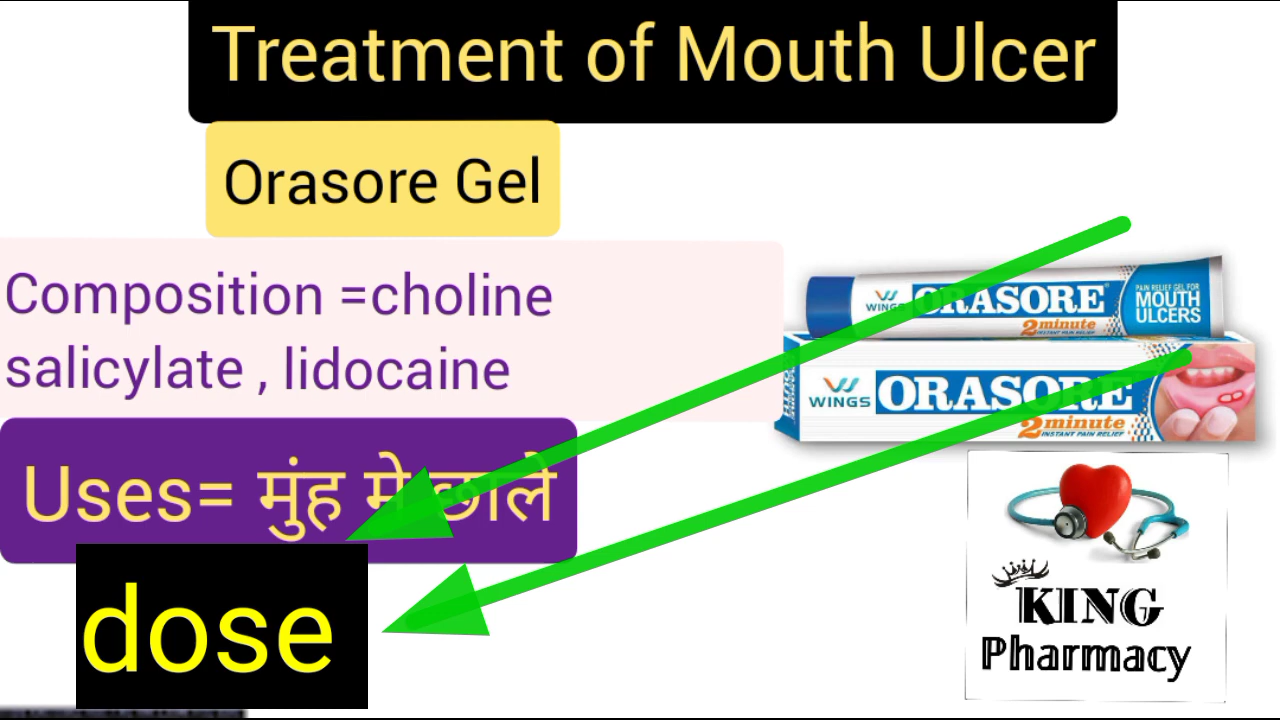 Treatment of Mouth Ulcer
Orasore Gel
Composition =choline
salicylate , lidocaine
Uses= मुंह मे छाले
dose
WINGS ORASORE
2 minute
INSTANT PAIN RELIEF
PAIN RELIEF GEL FOR
MOUTH
ULCERS
WINGS ORASORE
2 minute
INSTANT PAIN RELIEF
KING
Pharmacy